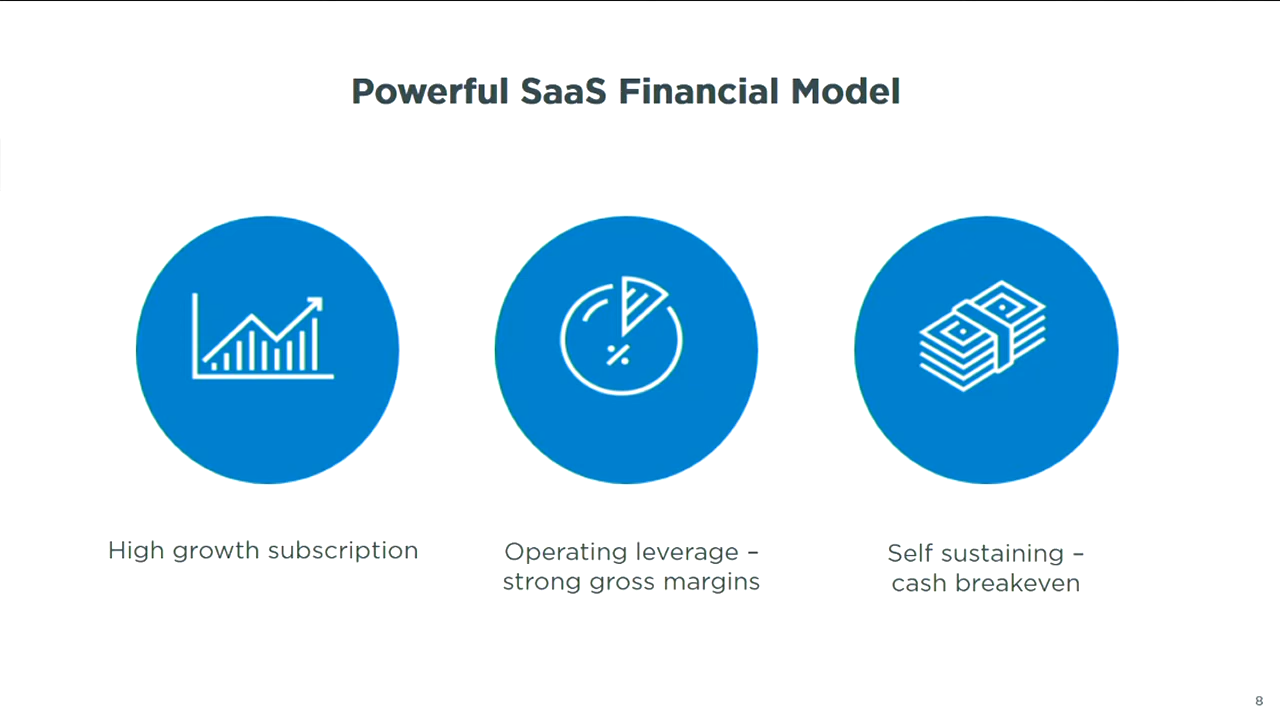 Powerful SaaS Financial Model
%
High growth subscription
Operating leverage –
strong gross margins
Self sustaining –
cash breakeven
8